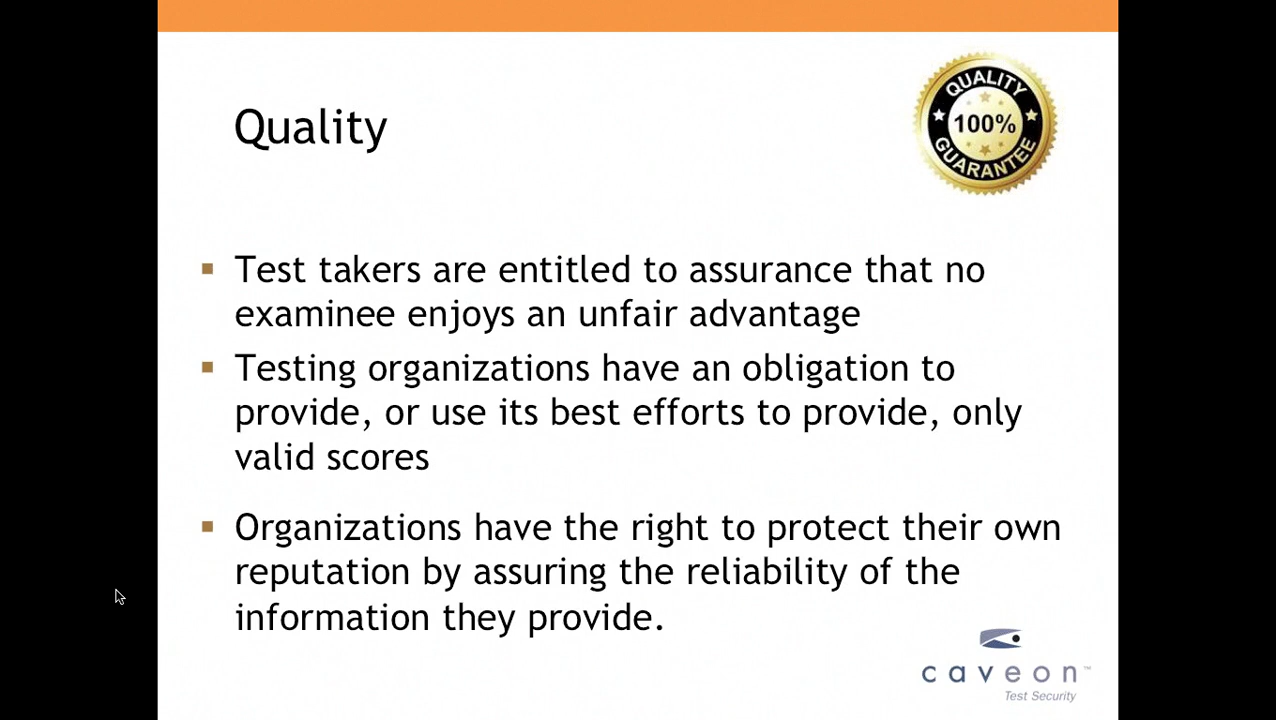 Quality
QUALITY
100%
GUARANTEE
Test takers are entitled to assurance that no
examinee enjoys an unfair advantage
Testing organizations have an obligation to
provide, or use its best efforts to provide, only
valid scores
Organizations have the right to protect their own
reputation by assuring the reliability of the
information they provide.
caveon™
Test Security